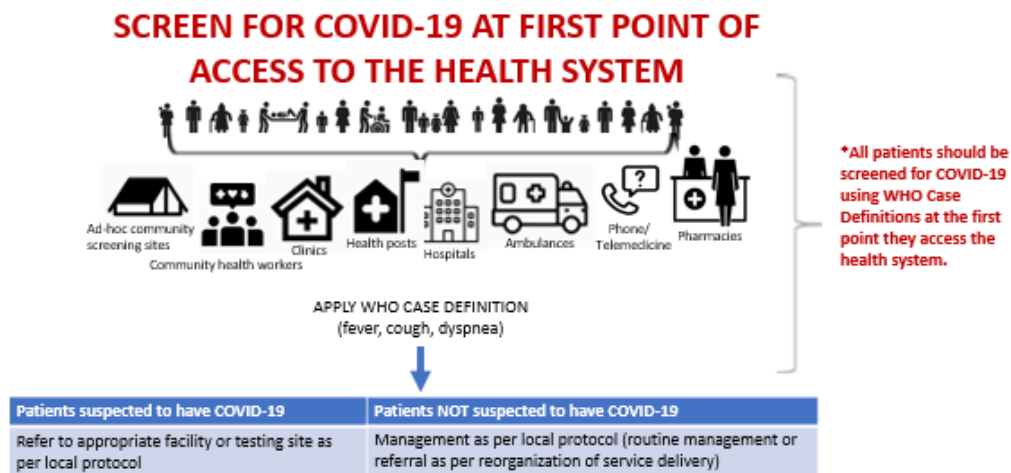 SCREEN FOR COVID-19 AT FIRST POINT OF
ACCESS TO THE HEALTH SYSTEM
Ad-hoc community
screening sites
Community health workers
Clinics
Health posts
Hospitals
Ambulances
?
Phone/
Telemedicine
Pharmacies
*All patients should be
screened for COVID-19
using WHO Case
Definitions at the first
point they access the
health system.
APPLY WHO CASE DEFINITION
(fever, cough, dyspnea)
Patients suspected to have COVID-19
Refer to appropriate facility or testing site as
per local protocol
Patients NOT suspected to have COVID-19
Management as per local protocol (routine management or
referral as per reorganization of service delivery)